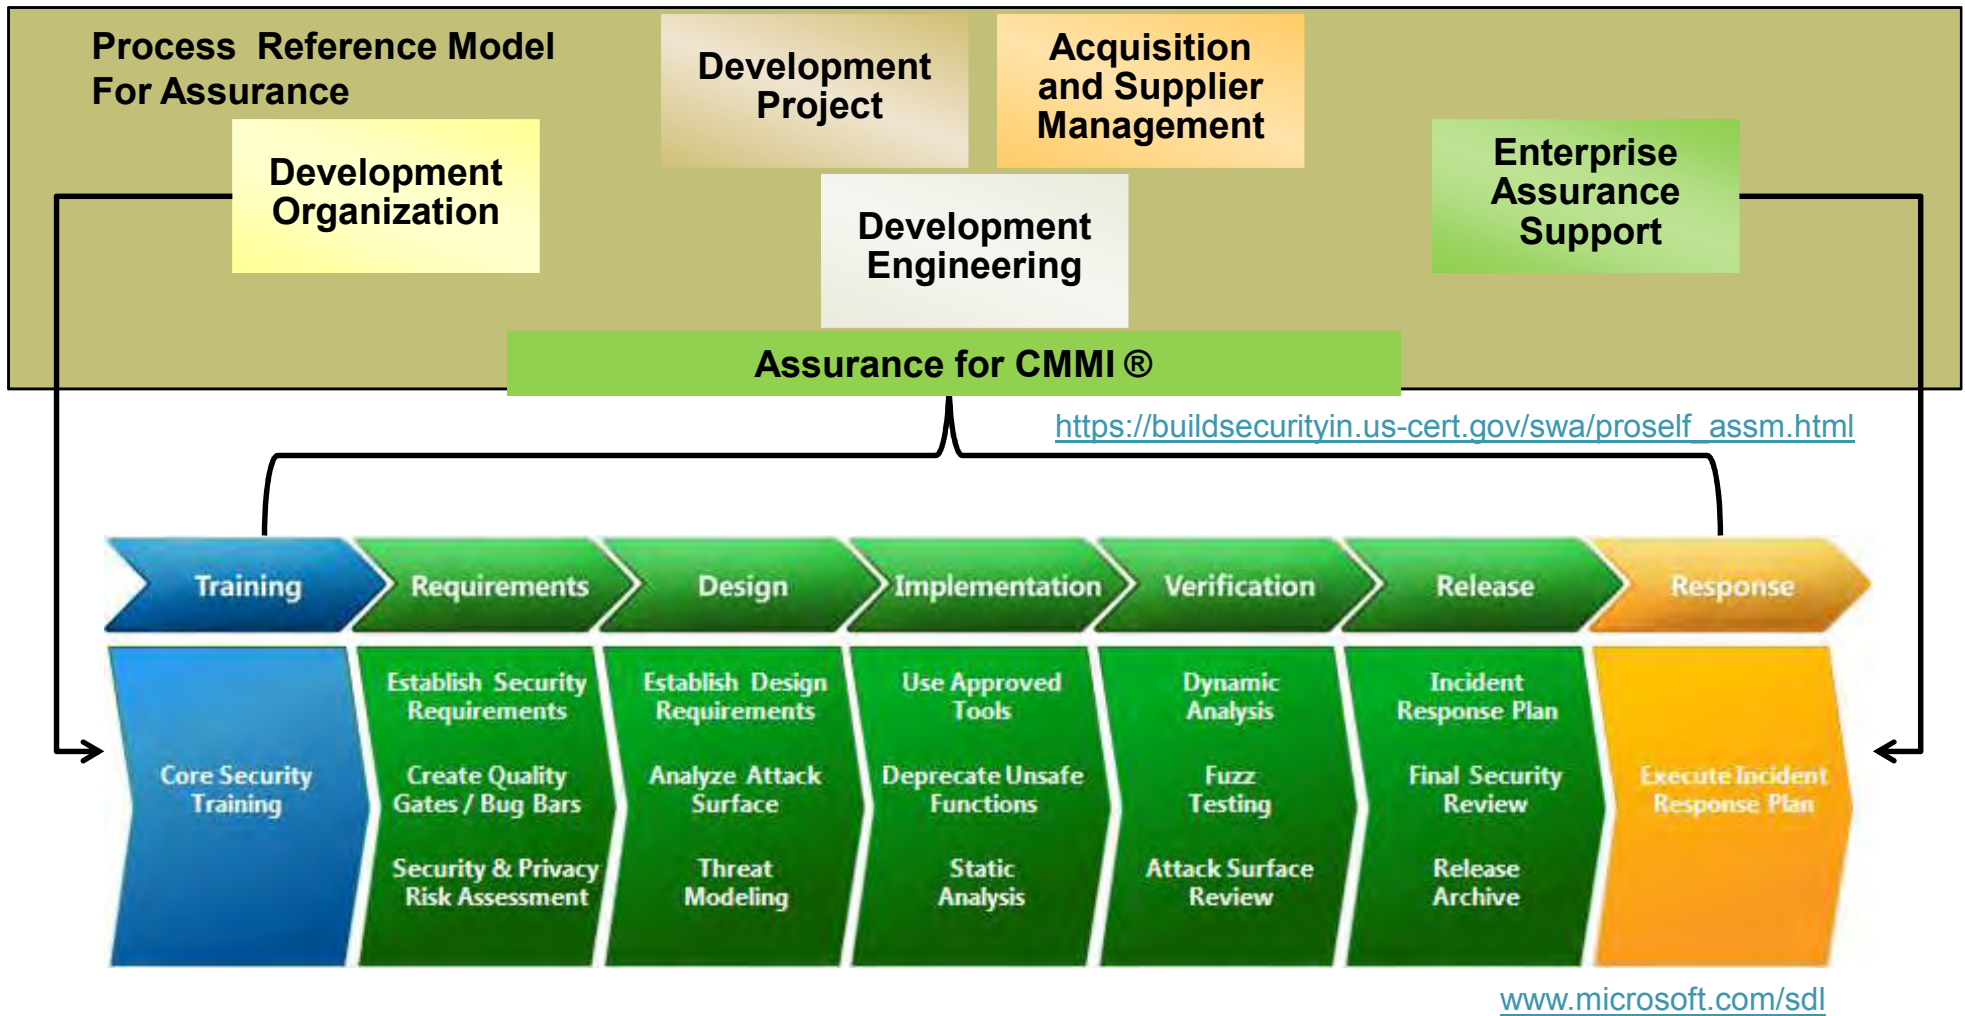 Process Reference Model
For Assurance
Development
Organization
Development
Project
Acquisition
and Supplier
Management
Development
Engineering
Enterprise
Assurance
Support
Assurance for CMMI ®
https://buildsecurityin.us-cert.gov/swa/proself_assm.html
Training
Requirements
Design
Implementation
Verification
Release
Response
Core Security
Training
Establish Security
Requirements
Create Quality
Gates / Bug Bars
Security & Privacy
Risk Assessment
Establish Design
Requirements
Analyze Attack
Surface
Threat
Modeling
Use Approved
Tools
Deprecate Unsafe
Functions
Static
Analysis
Dynamic
Analysis
Fuzz
Testing
Attack Surface
Review
Incident
Response Plan
Final Security
Review
Release
Archive
Execute Incident
Response Plan
www.microsoft.com/sdl